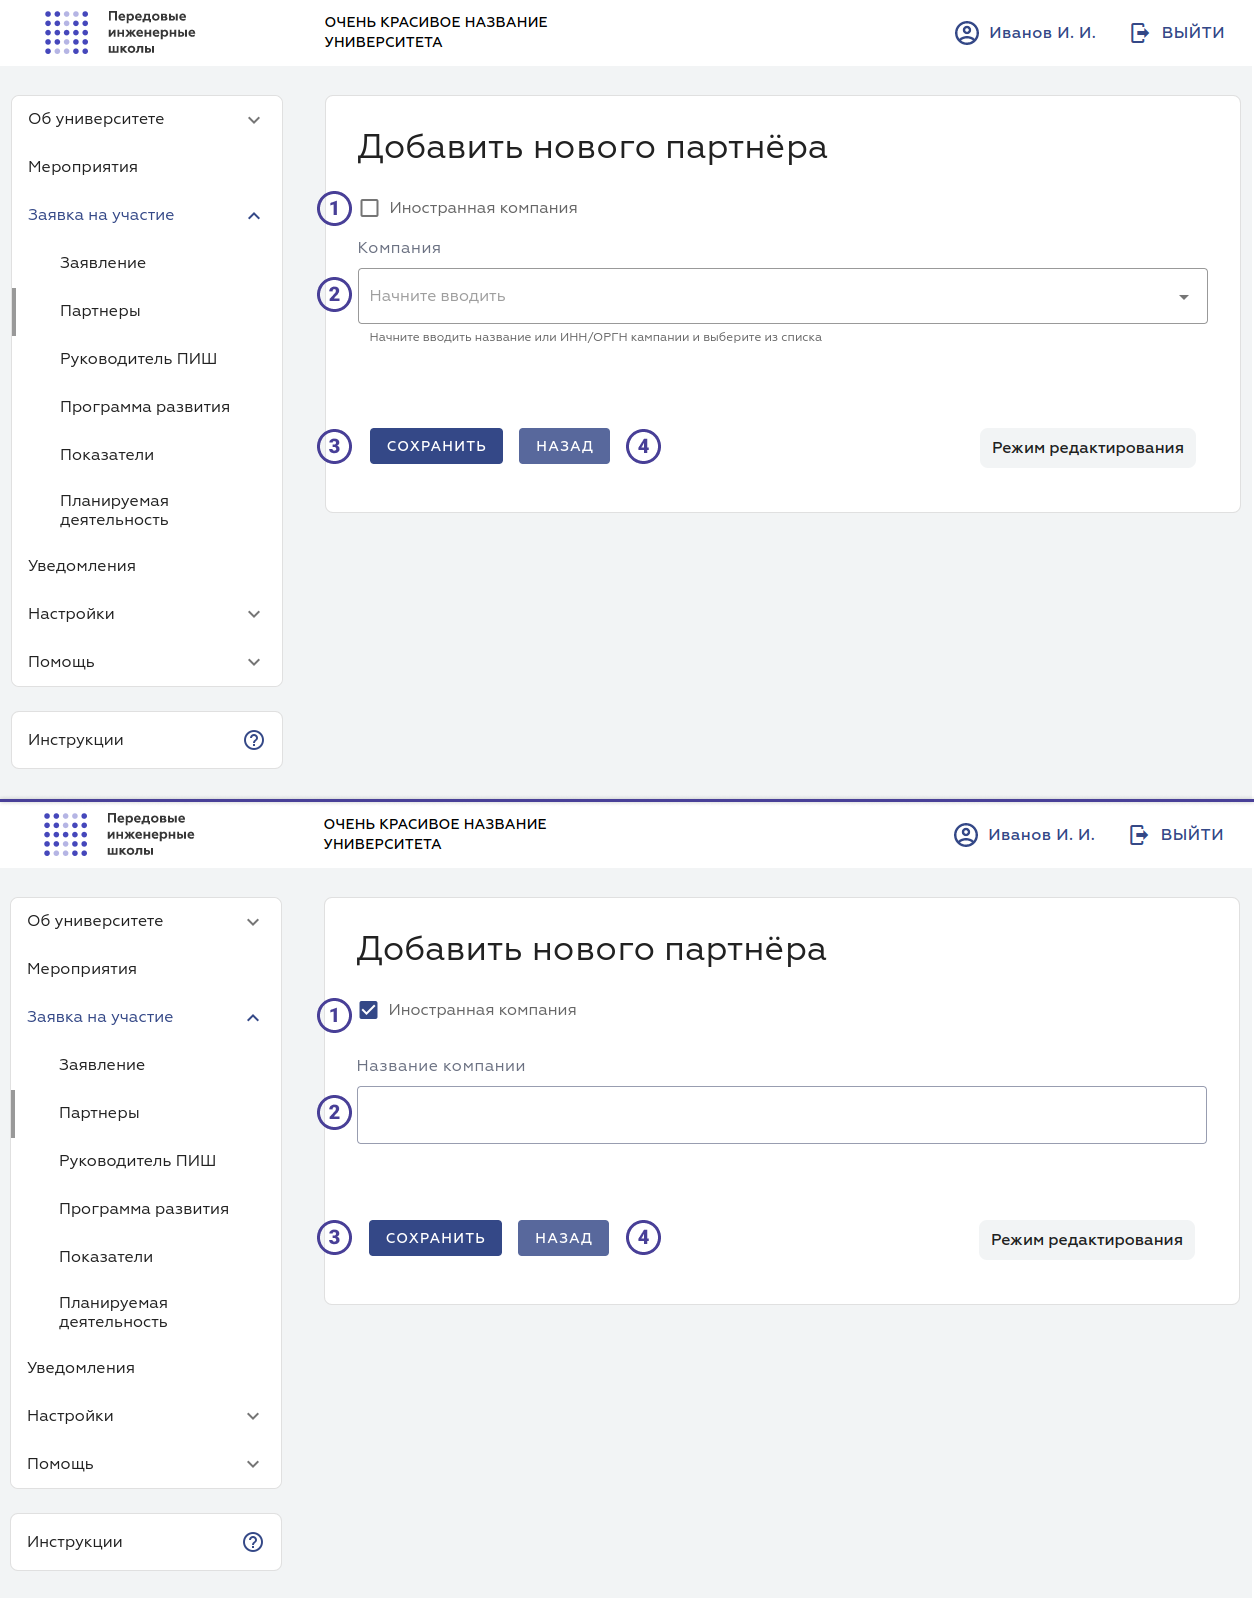 Передовые
инженерные
школы
ОЧЕНЬ КРАСИВОЕ НАЗВАНИЕ
УНИВЕРСИТЕТА
Иванов И. И.
ВЫЙТИ
Об университете
Мероприятия
Заявка на участие
Заявление
Партнеры
Руководитель ПИШ
Программа развития
Показатели
Планируемая
деятельность
Уведомления
Настройки
Помощь
Инструкции
Добавить нового партнёра
1 Иностранная компания
Компания
2 Начните вводить
Начните вводить название или ИНН/ОРГН кампании и выберите из списка
3 СОХРАНИТЬ НАЗАД 4 Режим редактирования
Передовые
инженерные
школы
ОЧЕНЬ КРАСИВОЕ НАЗВАНИЕ
УНИВЕРСИТЕТА
Иванов И. И.
ВЫЙТИ
Об университете
Мероприятия
Заявка на участие
Заявление
Партнеры
Руководитель ПИШ
Программа развития
Показатели
Планируемая
деятельность
Уведомления
Настройки
Помощь
Инструкции
Добавить нового партнёра
1 Иностранная компания
Название компании
2
3 СОХРАНИТЬ НАЗАД 4 Режим редактирования